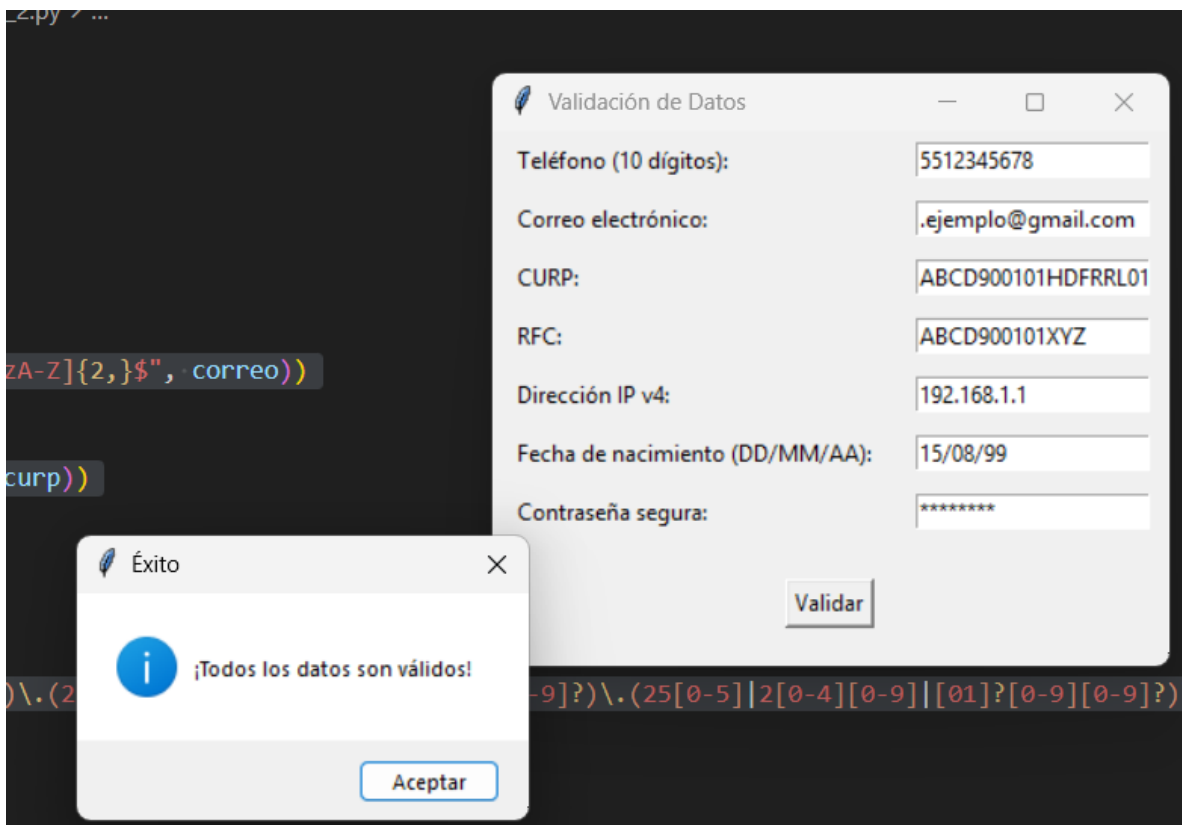 _2.py > ...
Validación de Datos
Teléfono (10 dígitos): 5512345678
Correo electrónico: .ejemplo@gmail.com
CURP: ABCD900101HDFRRL01
RFC: ABCD900101XYZ
zA-Z]{2,}$", correo))
Dirección IP v4: 192.168.1.1
Fecha de nacimiento (DD/MM/AA): 15/08/99
curp))
Contraseña segura: ********
Éxito
Validar
¡Todos los datos son válidos!
)\.(2
-9]?)\.(25[0-5]|2[0-4][0-9]|[01]?[0-9][0-9]?)
Aceptar